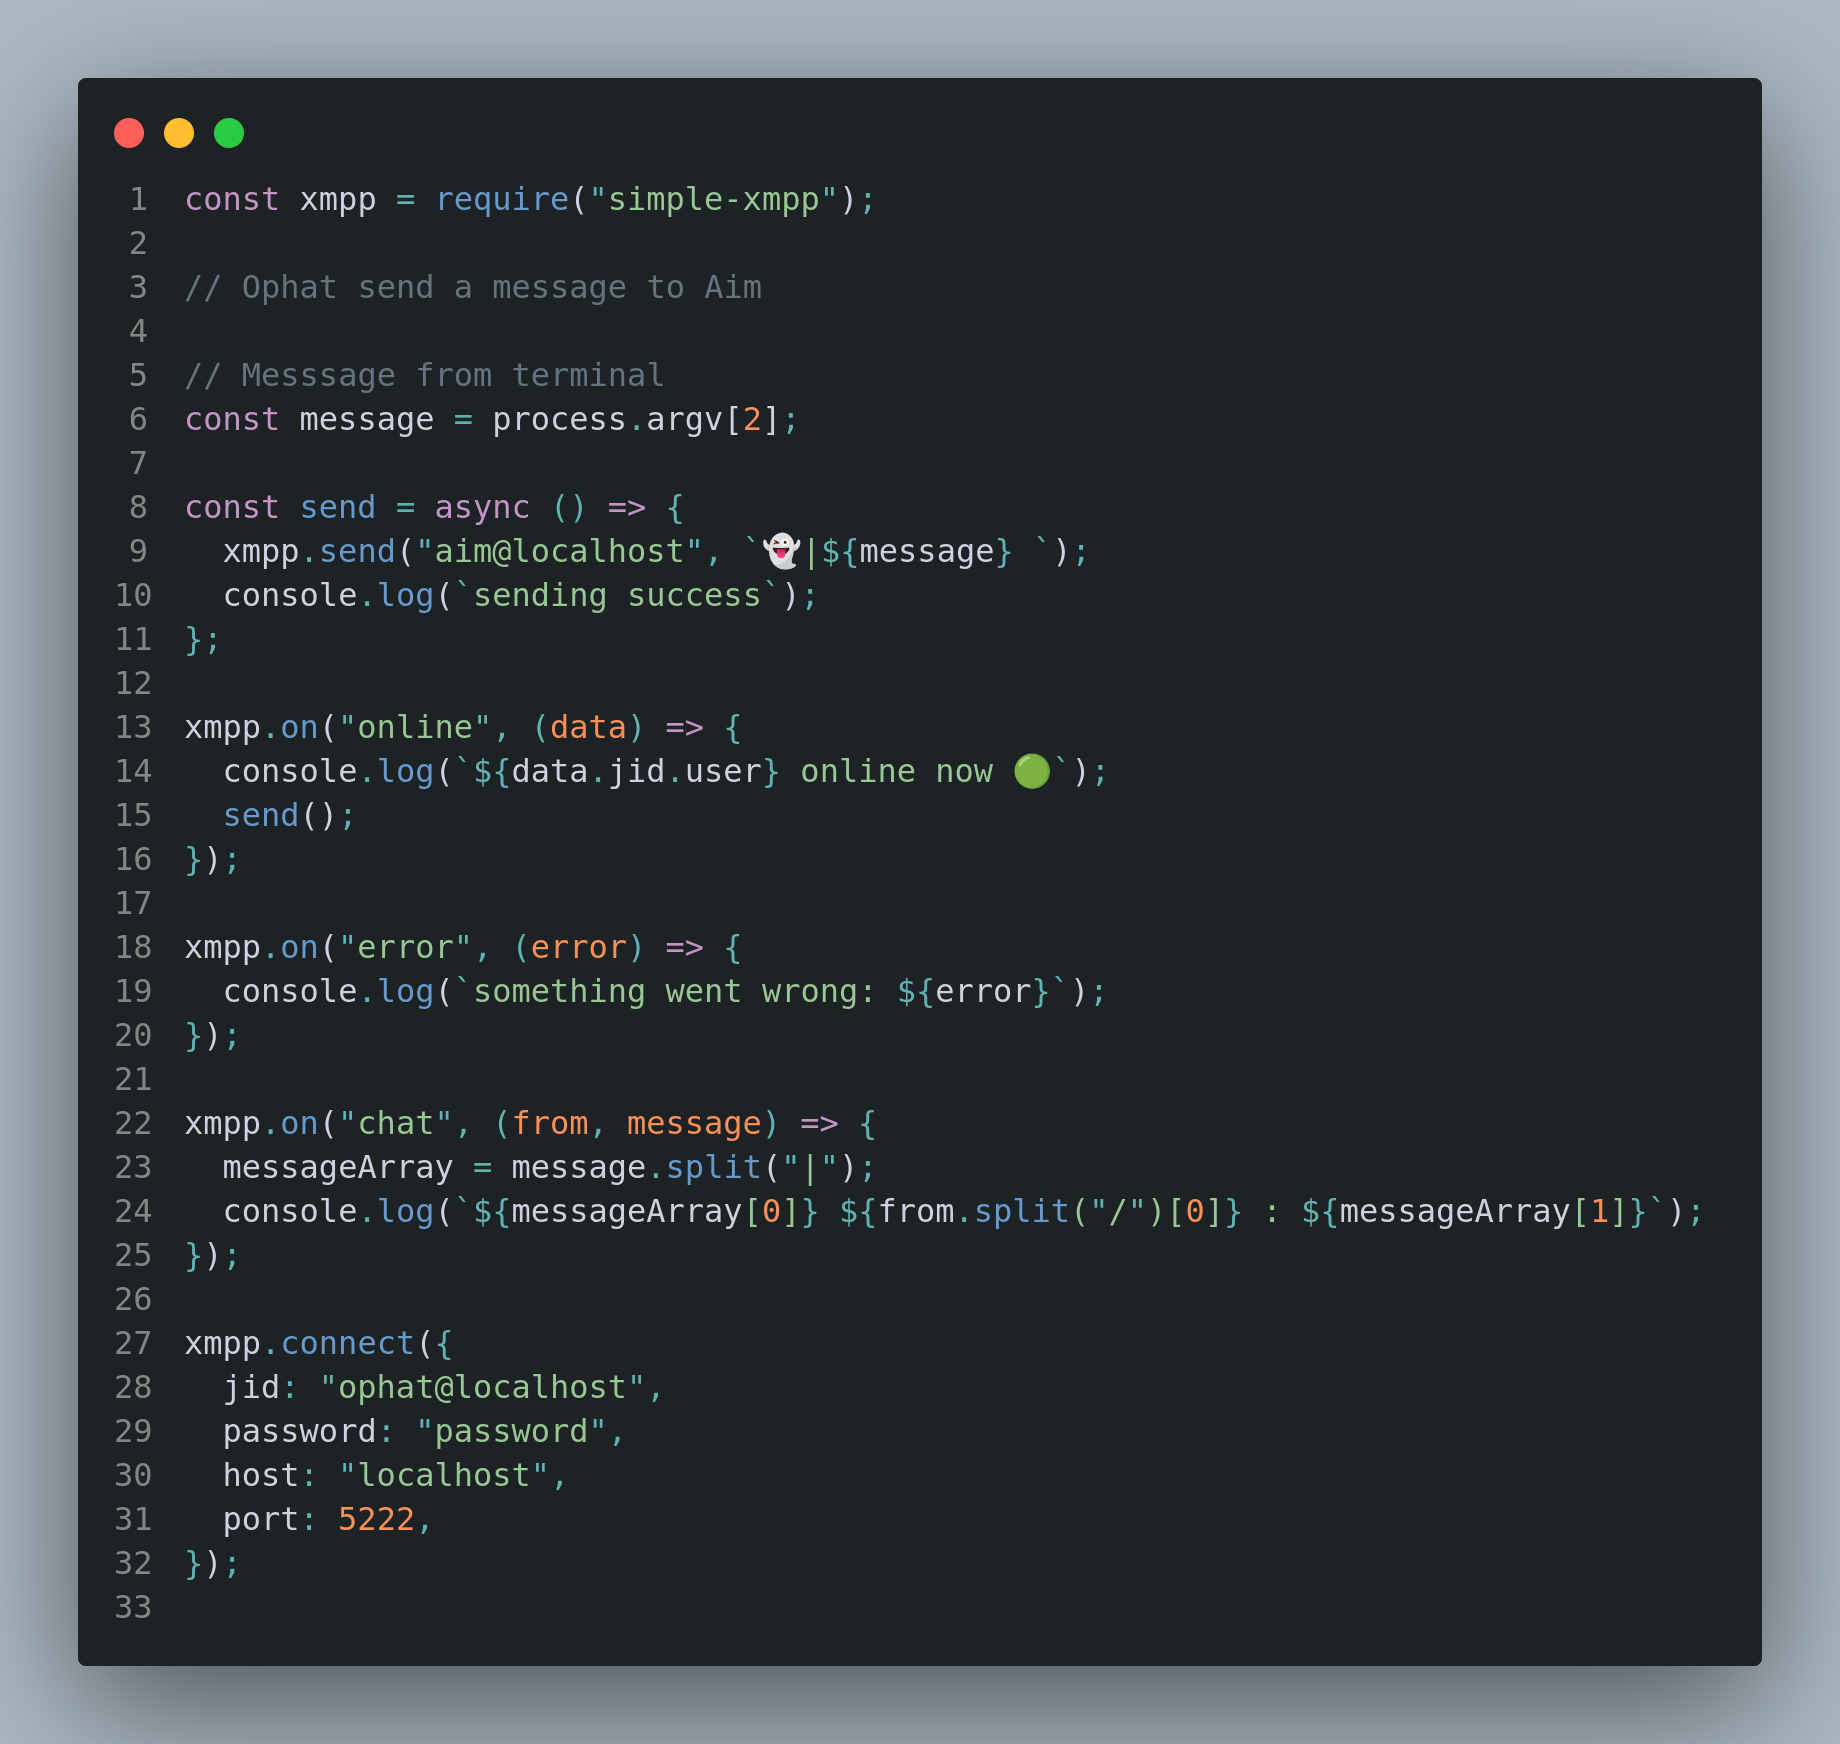 1 const xmpp = require("simple-xmpp");
2
3 // Ophat send a message to Aim
4
5 // Messsage from terminal
6 const message = process.argv[2];
7
8 const send = async () => {
9   xmpp.send("aim@localhost", `👻|${message} `);
10   console.log(`sending success`);
11 };
12
13 xmpp.on("online", (data) => {
14   console.log(`${data.jid.user} online now 🟢`);
15   send();
16 });
17
18 xmpp.on("error", (error) => {
19   console.log(`something went wrong: ${error}`);
20 });
21
22 xmpp.on("chat", (from, message) => {
23   messageArray = message.split("|");
24   console.log(`${messageArray[0]} ${from.split("/")[0]} : ${messageArray[1]}`);
25 });
26
27 xmpp.connect({
28   jid: "ophat@localhost",
29   password: "password",
30   host: "localhost",
31   port: 5222,
32 });
33